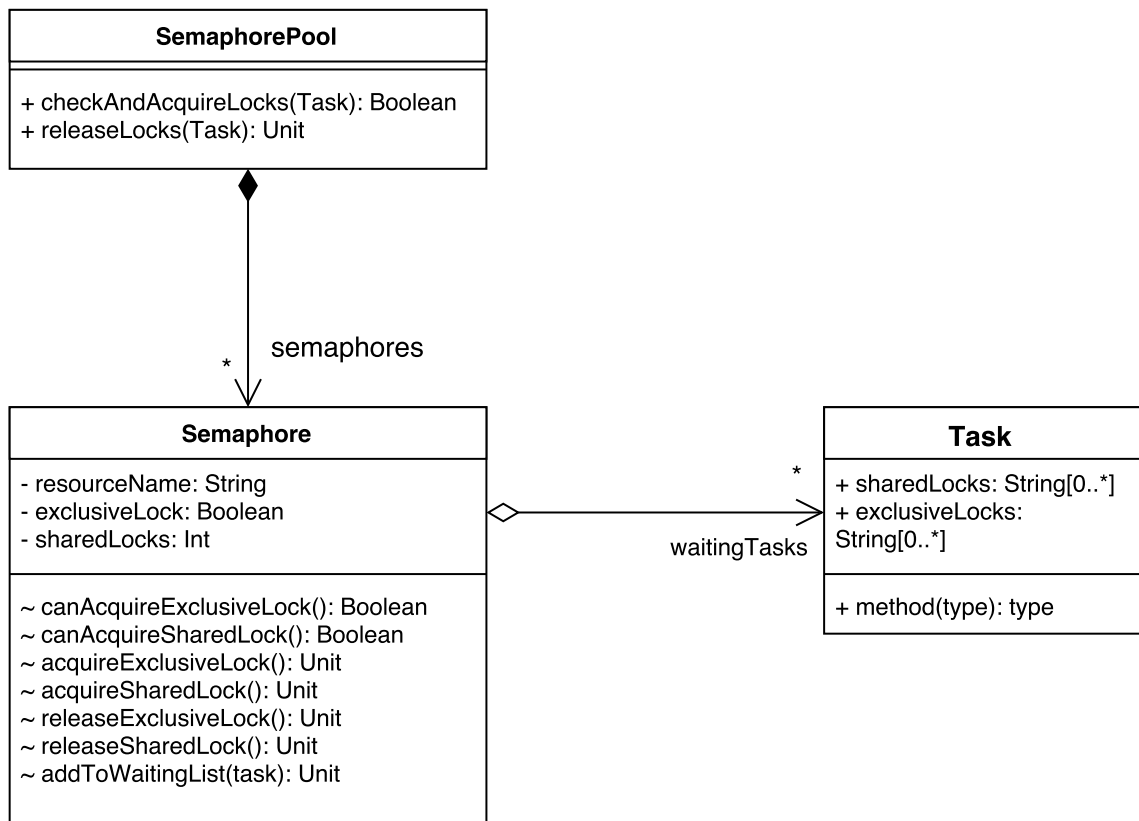 SemaphorePool
+ checkAndAcquireLocks(Task): Boolean
+ releaseLocks(Task): Unit
* semaphores
Semaphore
- resourceName: String
- exclusiveLock: Boolean
- sharedLocks: Int
~ canAcquireExclusiveLock(): Boolean
~ canAcquireSharedLock(): Boolean
~ acquireExclusiveLock(): Unit
~ acquireSharedLock(): Unit
~ releaseExclusiveLock(): Unit
~ releaseSharedLock(): Unit
~ addToWaitingList(task): Unit
*
waitingTasks
Task
+ sharedLocks: String[0..*]
+ exclusiveLocks:
String[0..*]
+ method(type): type